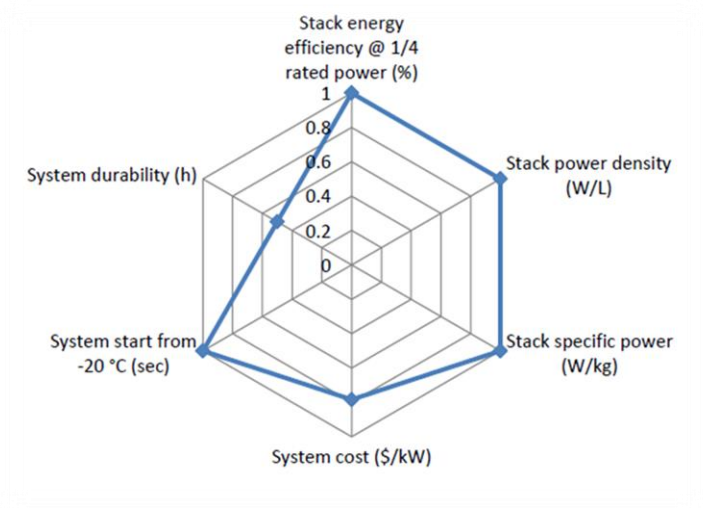 Stack energy
efficiency @ 1/4
rated power (%)
1
0.8
0.6
0.4
0.2
0
Stack power density
(W/L)
System durability (h)
System start from
-20 °C (sec)
Stack specific power
(W/kg)
System cost ($/kW)